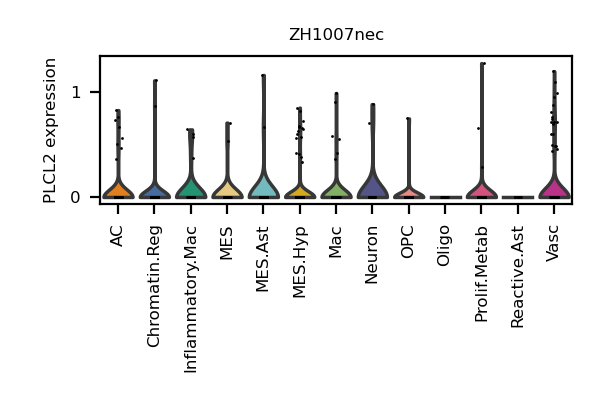 ZH1007nec
PLCL2 expression
1
0
AC
Chromatin.Reg
Inflammatory.Mac
MES
MES.Ast
MES.Hyp
Mac
Neuron
OPC
Oligo
Prolif.Metab
Reactive.Ast
Vasc